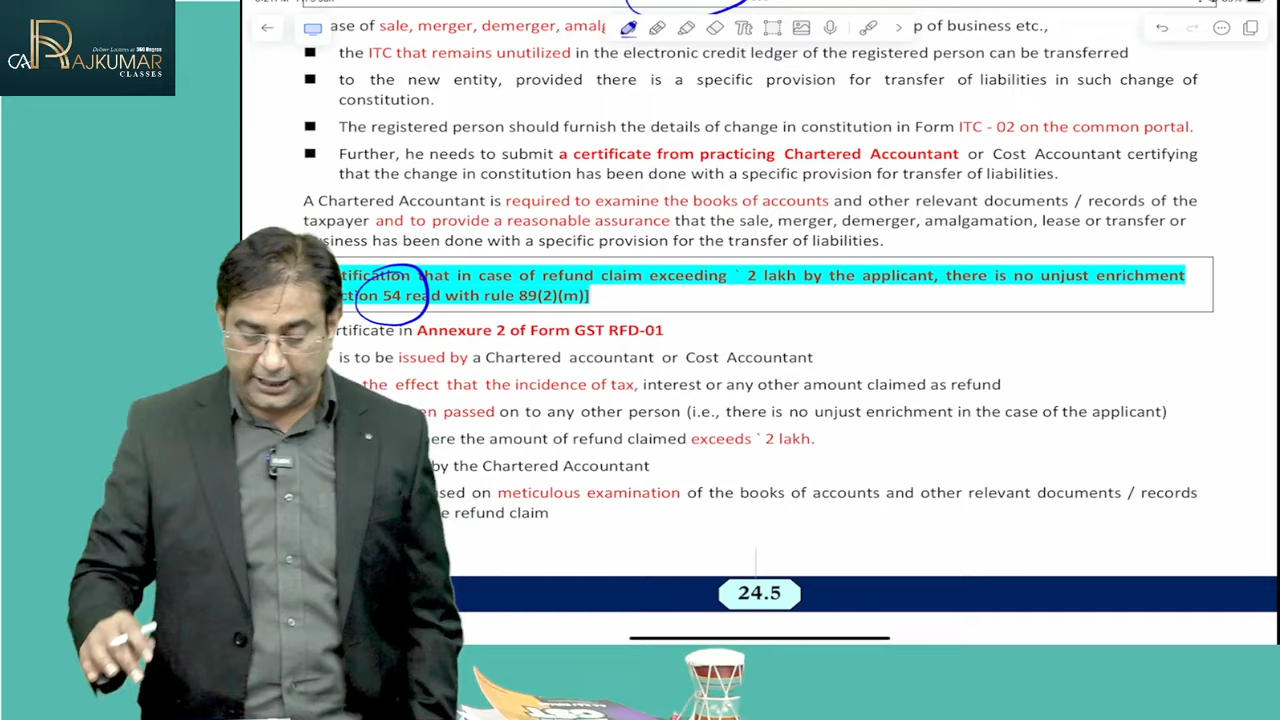 Deliver Lectures at 360 Degree
CA RAJKUMAR
CLASSES
ase of sale, merger, demerger, amalg
p of business etc.,
■ the ITC that remains unutilized in the electronic credit ledger of the registered person can be transferred
■ to the new entity, provided there is a specific provision for transfer of liabilities in such change of
constitution.
■ The registered person should furnish the details of change in constitution in Form ITC - 02 on the common portal.
■ Further, he needs to submit a certificate from practicing Chartered Accountant or Cost Accountant certifying
that the change in constitution has been done with a specific provision for transfer of liabilities.
A Chartered Accountant is required to examine the books of accounts and other relevant documents / records of the
taxpayer and to provide a reasonable assurance that the sale, merger, demerger, amalgamation, lease or transfer or
usiness has been done with a specific provision for the transfer of liabilities.
tification that in case of refund claim exceeding ` 2 lakh by the applicant, there is no unjust enrichment
ction 54 read with rule 89(2)(m)]
rtificate in Annexure 2 of Form GST RFD-01
is to be issued by a Chartered accountant or Cost Accountant
the effect that the incidence of tax, interest or any other amount claimed as refund
en passed on to any other person (i.e., there is no unjust enrichment in the case of the applicant)
ere the amount of refund claimed exceeds ` 2 lakh.
by the Chartered Accountant
ased on meticulous examination of the books of accounts and other relevant documents / records
e refund claim
24.5